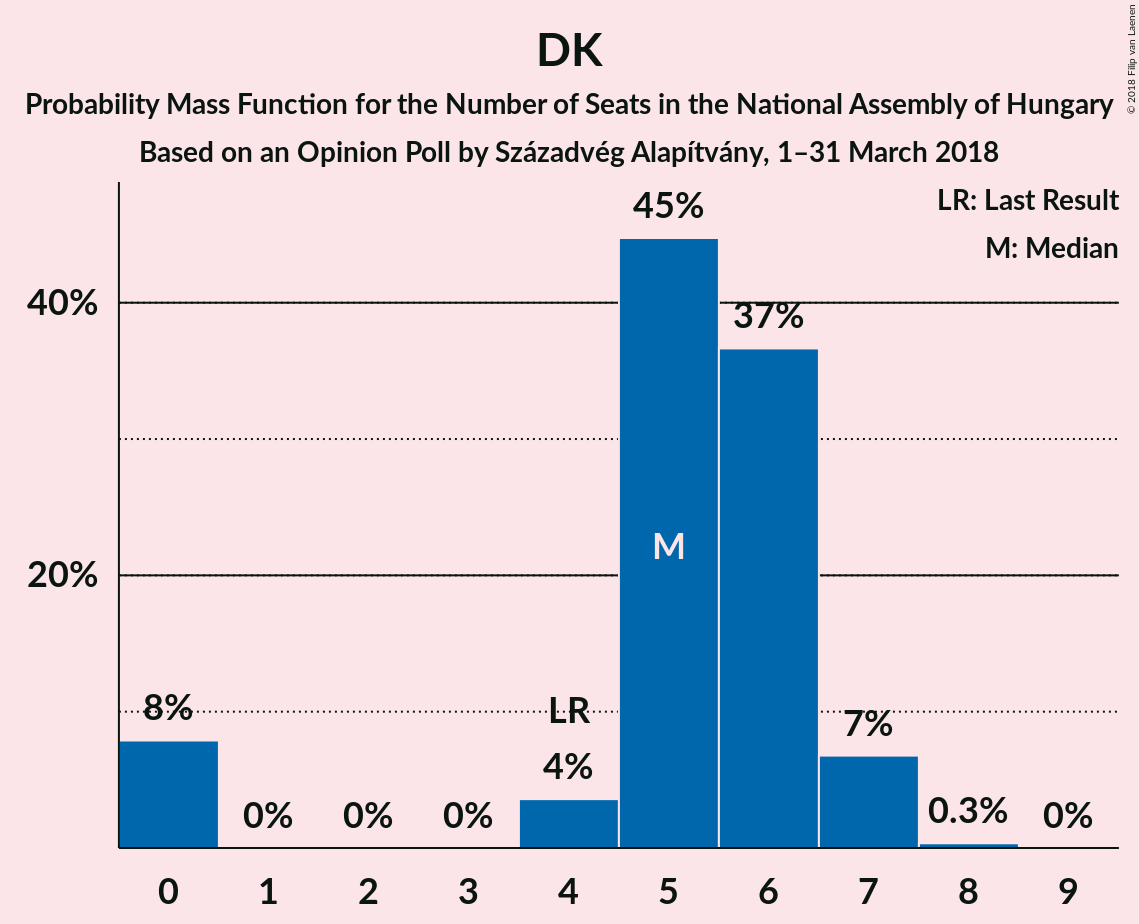 DK
Probability Mass Function for the Number of Seats in the National Assembly of Hungary
Based on an Opinion Poll by Századvég Alapítvány, 1–31 March 2018
© 2018 Filip van Laenen
LR: Last Result
M: Median
45%
40%
37%
M
20%
8%
LR
7%
4%
0%
0%
0%
0.3%
0%
0 1 2 3 4 5 6 7 8 9